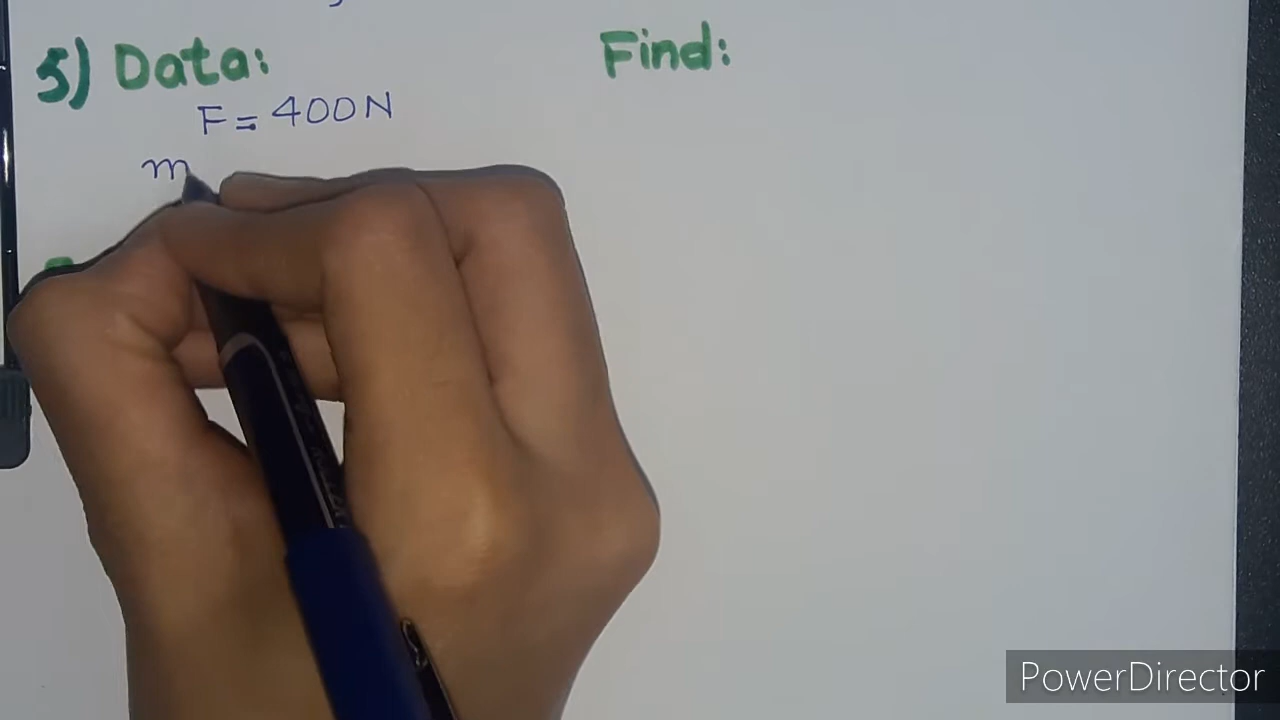 5) Data: Find:
F = 400N
m
PowerDirector